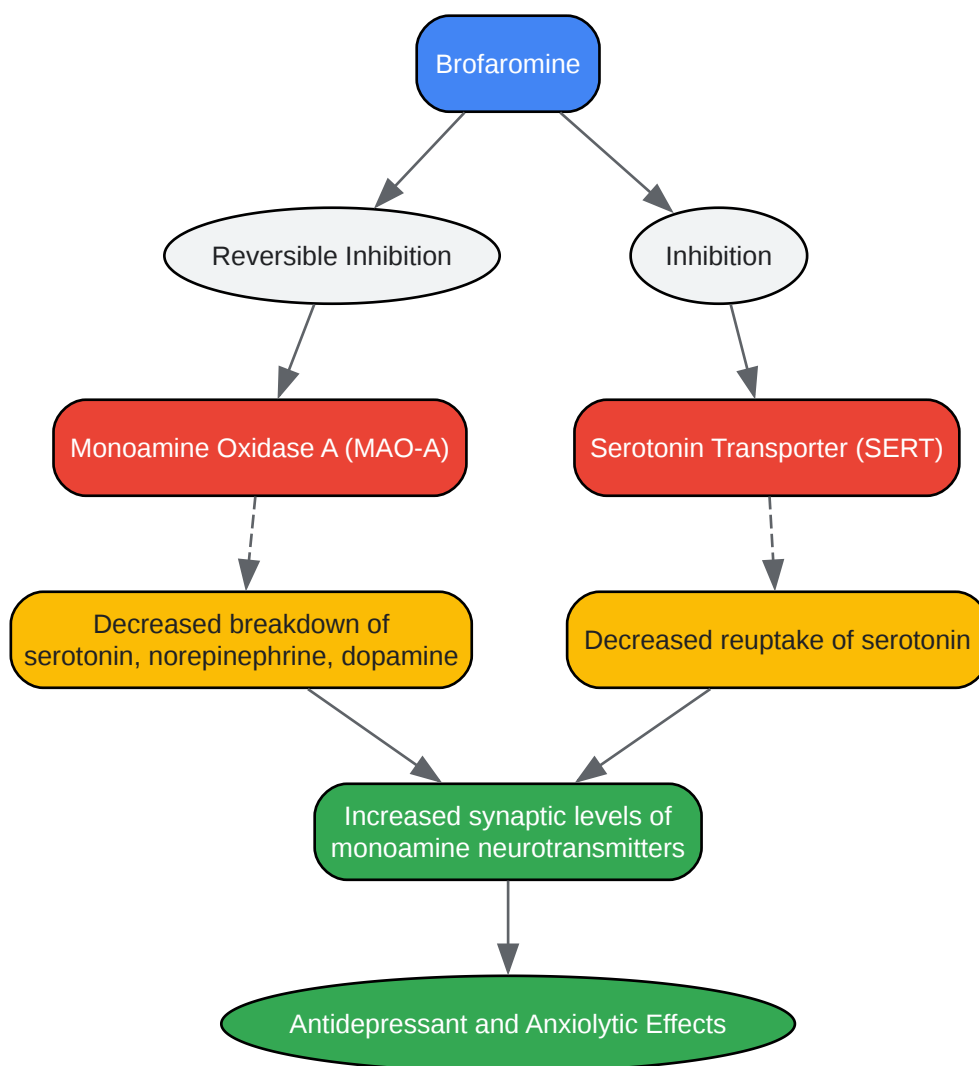 Brofaromine
Reversible Inhibition
Inhibition
Monoamine Oxidase A (MAO-A)
Serotonin Transporter (SERT)
Decreased breakdown of
serotonin, norepinephrine, dopamine
Decreased reuptake of serotonin
Increased synaptic levels of
monoamine neurotransmitters
Antidepressant and Anxiolytic Effects